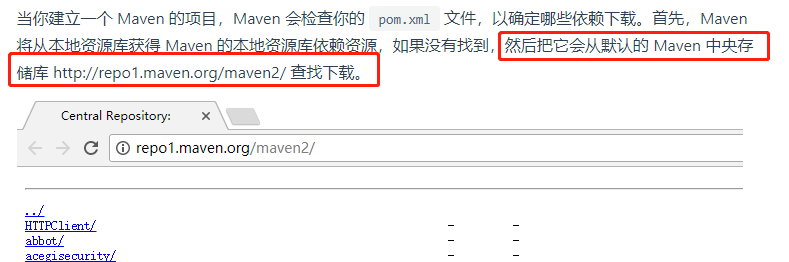 当你建立一个 Maven 的项目，Maven 会检查你的 pom.xml 文件，以确定哪些依赖下载。首先，Maven
将从本地资源库获得 Maven 的本地资源库依赖资源，如果没有找到，然后把它会从默认的 Maven 中央存
储库 http://repo1.maven.org/maven2/ 查找下载。
Central Repository:
repo1.maven.org/maven2/
../
HTTPClient/ - -
abbot/ - -
acegisecurity/ - -